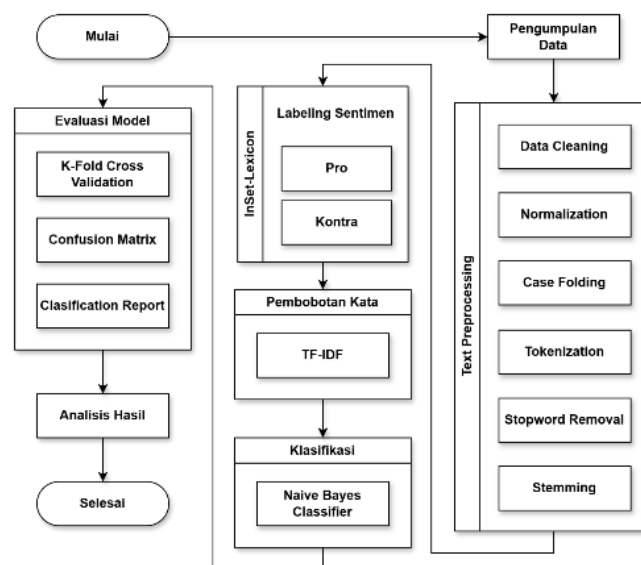 Mulai
Pengumpulan
Data
Text Preprocessing
Data Cleaning
Normalization
Case Folding
Tokenization
Stopword Removal
Stemming
InSet-Lexicon
Labeling Sentimen
Pro
Kontra
Pembobotan Kata
TF-IDF
Klasifikasi
Naive Bayes
Classifier
Evaluasi Model
K-Fold Cross
Validation
Confusion Matrix
Clasification Report
Analisis Hasil
Selesai